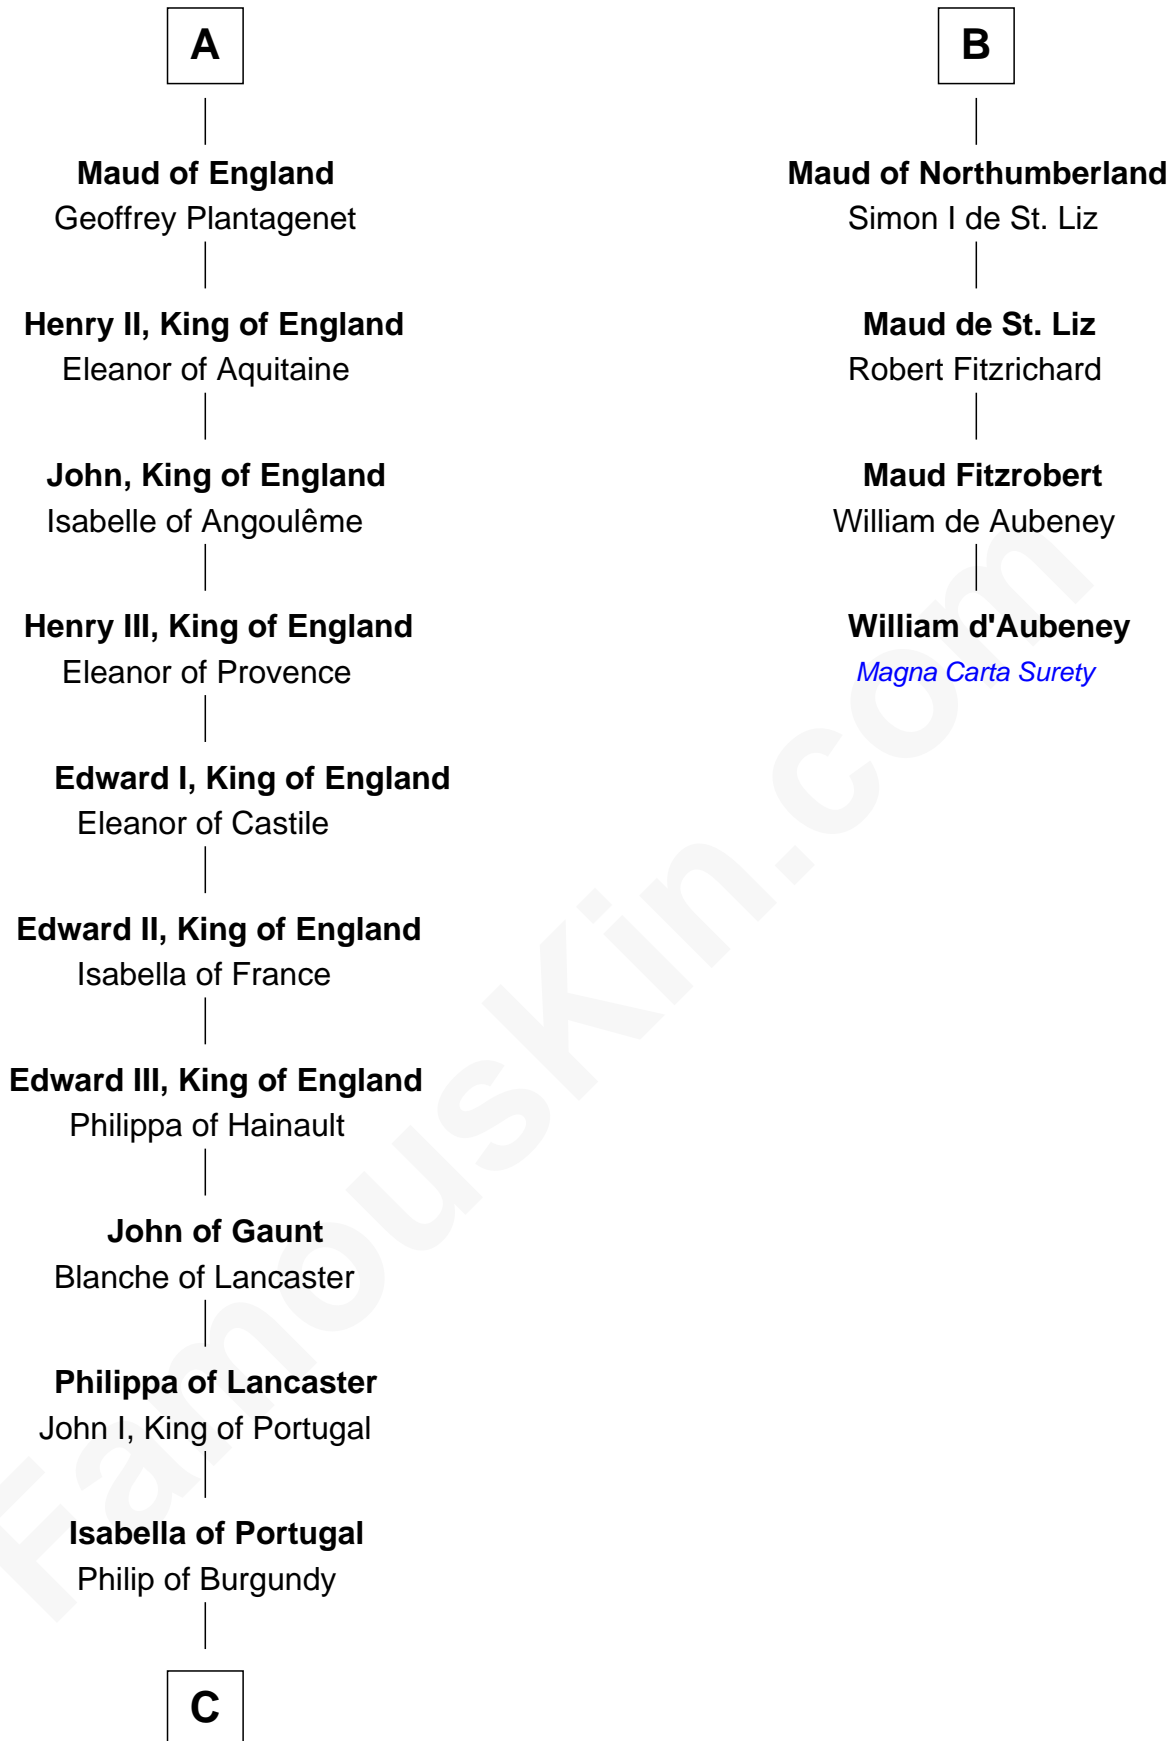 A
Maud of England
Geoffrey Plantagenet
Henry II, King of England
Eleanor of Aquitaine
John, King of England
Isabelle of Angoulême
Henry III, King of England
Eleanor of Provence
Edward I, King of England
Eleanor of Castile
Edward II, King of England
Isabella of France
Edward III, King of England
Philippa of Hainault
John of Gaunt
Blanche of Lancaster
Philippa of Lancaster
John I, King of Portugal
Isabella of Portugal
Philip of Burgundy
C
B
Maud of Northumberland
Simon I de St. Liz
Maud de St. Liz
Robert Fitzrichard
Maud Fitzrobert
William de Aubeney
William d'Aubeney
Magna Carta Surety
FamousKin.com